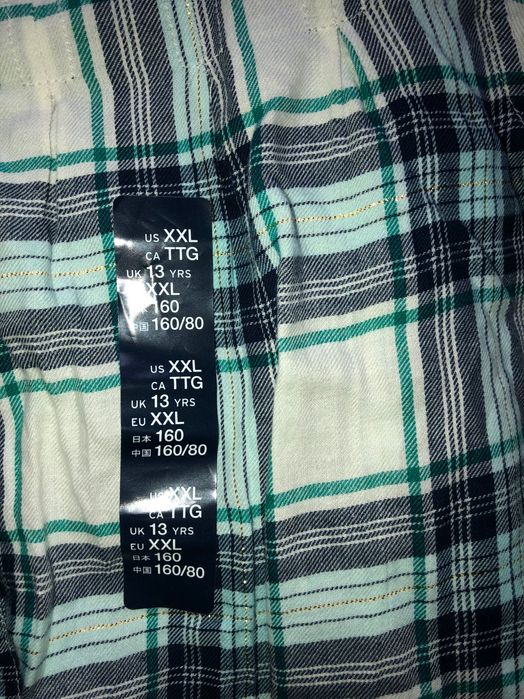 US XXL
CA TTG
UK 13 YRS
XXL
160
中国 160/80
US XXL
CA TTG
UK 13 YRS
EU XXL
日本 160
中国 160/80
US XXL
CA TTG
UK 13 YRS
EU XXL
日本 160
中国 160/80